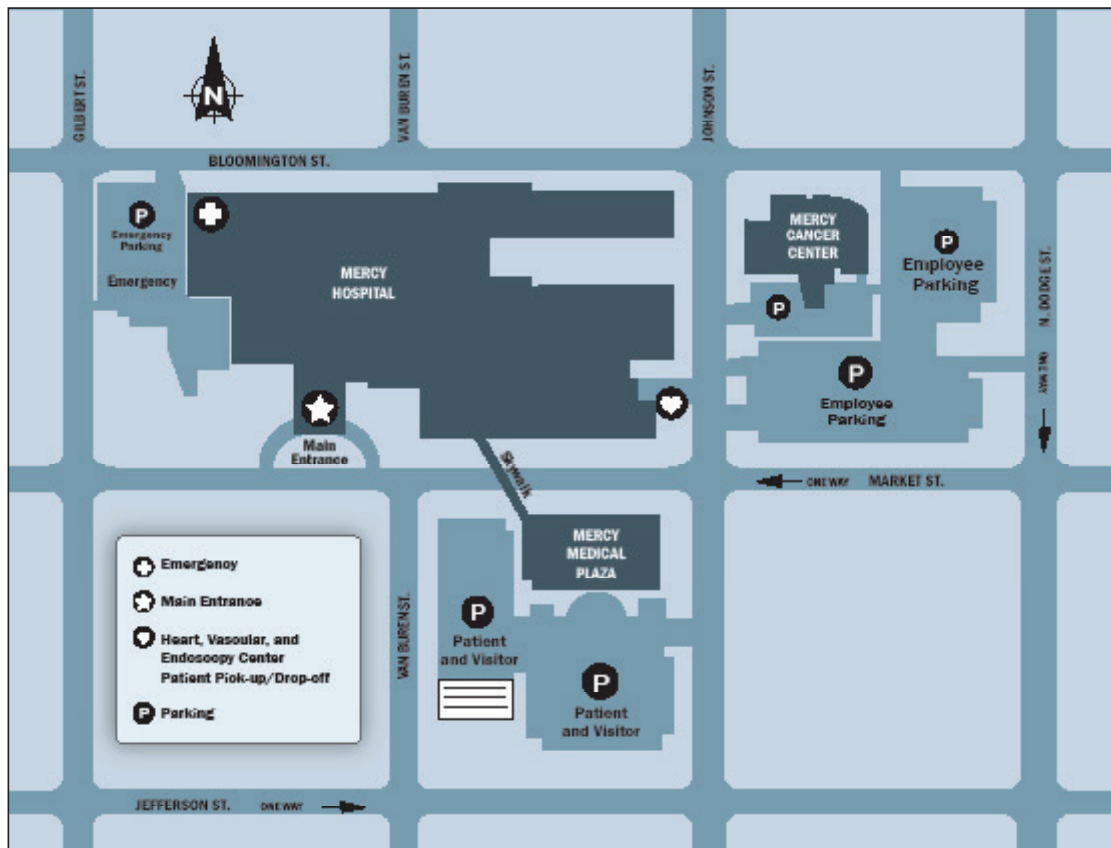 GILBERT ST.
VAN BUREN ST.
JOHNSON ST.
N
BLOOMINGTON ST.
P
Emergency
Parking
Emergency
MERCY
HOSPITAL
MERCY
CANCER
CENTER
P
P
Employee
Parking
N. DODGE ST.
ONE WAY
P
Employee
Parking
Main
Entrance
Skywalk
ONE WAY MARKET ST.
MERCY
MEDICAL
PLAZA
Emergency
Main Entrance
Heart, Vascular, and
Endoscopy Center
Patient Pick-up/Drop-off
P Parking
VAN BUREN ST.
P
Patient
and Visitor
P
Patient
and Visitor
JEFFERSON ST. ONE WAY